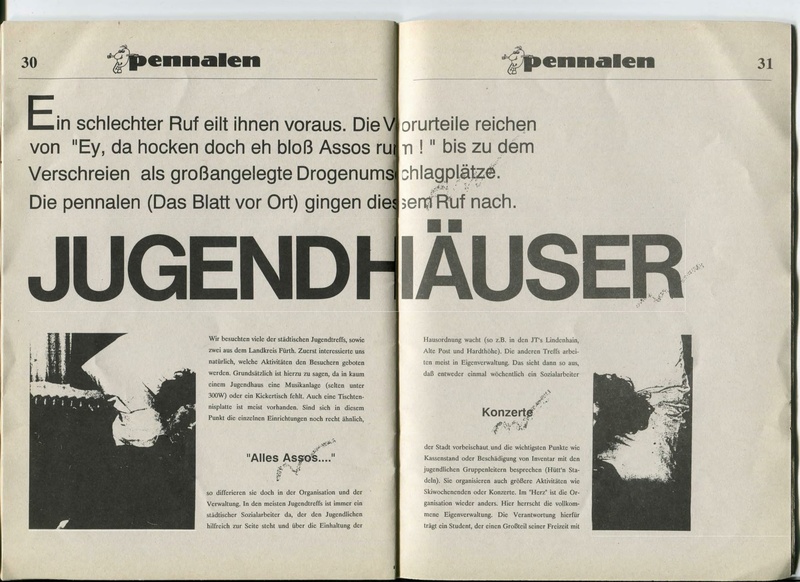 30
pennalen
pennalen
31
Ein schlechter Ruf eilt ihnen voraus. Die Vorurteile reichen
von "Ey, da hocken doch eh bloß Assos rum ! " bis zu dem
Verschreien als großangelegte Drogenumschlagplätze.
Die pennalen (Das Blatt vor Ort) gingen diesem Ruf nach.
JUGENDHÄUSER
Wir besuchten viele der städtischen Jugendtreffs, sowie
zwei aus dem Landkreis Fürth. Zuerst interessierte uns
natürlich, welche Aktivitäten den Besuchern geboten
werden. Grundsätzlich ist hierzu zu sagen, da in kaum
einem Jugendhaus eine Musikanlage (selten unter
300W) oder ein Kickertisch fehlt. Auch eine Tischten-
nisplatte ist meist vorhanden. Sind sich in diesem
Punkt die einzelnen Einrichtungen noch recht ähnlich,
"Alles Assos...."
so differieren sie doch in der Organisation und der
Verwaltung. In den meisten Jugendtreffs ist immer ein
städtischer Sozialarbeiter da, der den Jugendlichen
hilfreich zur Seite steht und über die Einhaltung der
Hausordnung wacht (so z.B. in den JT's Lindenhain,
Alte Post und Hardthöhe). Die anderen Treffs arbei-
ten meist in Eigenverwaltung. Das sieht dann so aus,
daß entweder einmal wöchentlich ein Sozialarbeiter
Konzerte
der Stadt vorbeischaut und die wichtigsten Punkte wie
Kassenstand oder Beschädigung von Inventar mit den
jugendlichen Gruppenleitern besprechen (Hütt'n Sta-
deln). Sie organisieren auch größere Aktivitäten wie
Skiwochenenden oder Konzerte. Im "Herz" ist die Or-
ganisation wieder anders. Hier herrscht die vollkom-
mene Eigenverwaltung. Die Verantwortung hierfür
trägt ein Student, der einen Großteil seiner Freizeit mit